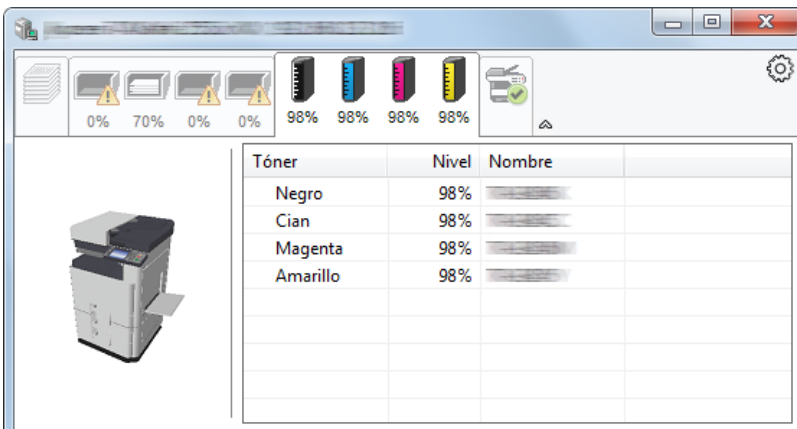 0% 70% 0% 0% 98% 98% 98% 98%
Tóner Nivel Nombre
Negro 98%
Cian 98%
Magenta 98%
Amarillo 98%